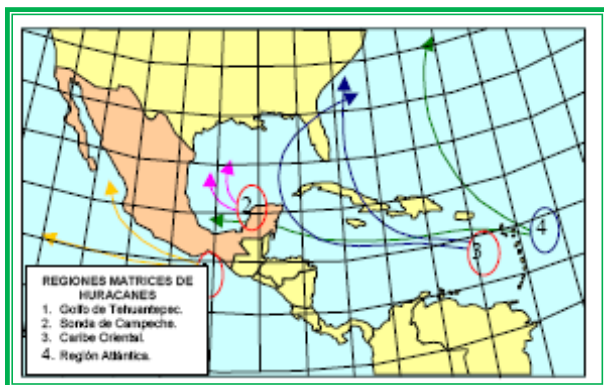 2
3
4
REGIONES MATRICES DE
HURACANES
1. Golfo de Tehuantepec.
2. Sonda de Campeche.
3. Caribe Oriental.
4. Región Atlántica.